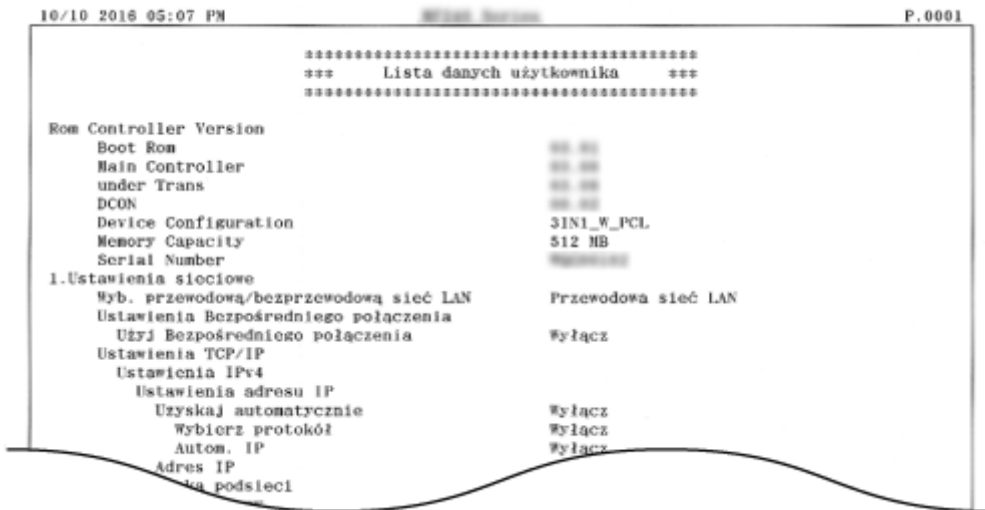 10/10 2016 05:07 PM P.0001
****************************************
*** Lista danych użytkownika ***
****************************************
Rom Controller Version
Boot Rom
Main Controller
under Trans
DCON
Device Configuration 3IN1_W_PCL
Memory Capacity 512 MB
Serial Number
1.Ustawienia sieciowe
Wyb. przewodową/bezprzewodową sieć LAN Przewodowa sieć LAN
Ustawienia Bezpośredniego połączenia
Użyj Bezpośredniego połączenia Wyłącz
Ustawienia TCP/IP
Ustawienia IPv4
Ustawienia adresu IP
Uzyskaj automatycznie Wyłącz
Wybierz protokół Wyłącz
Autom. IP Wyłącz
Adres IP
podsieci